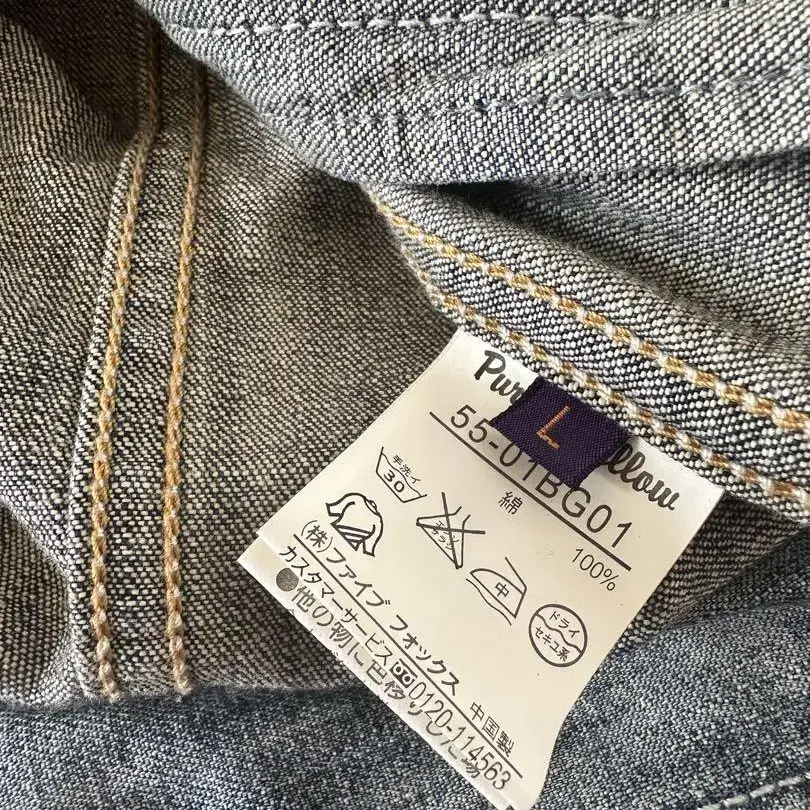 L
55-01BG01
綿 100%
手洗イ
30
中
ドライ
セキユ系
(株)ファイブ フォックス 中国製
カスタマーサービス 0120-114563